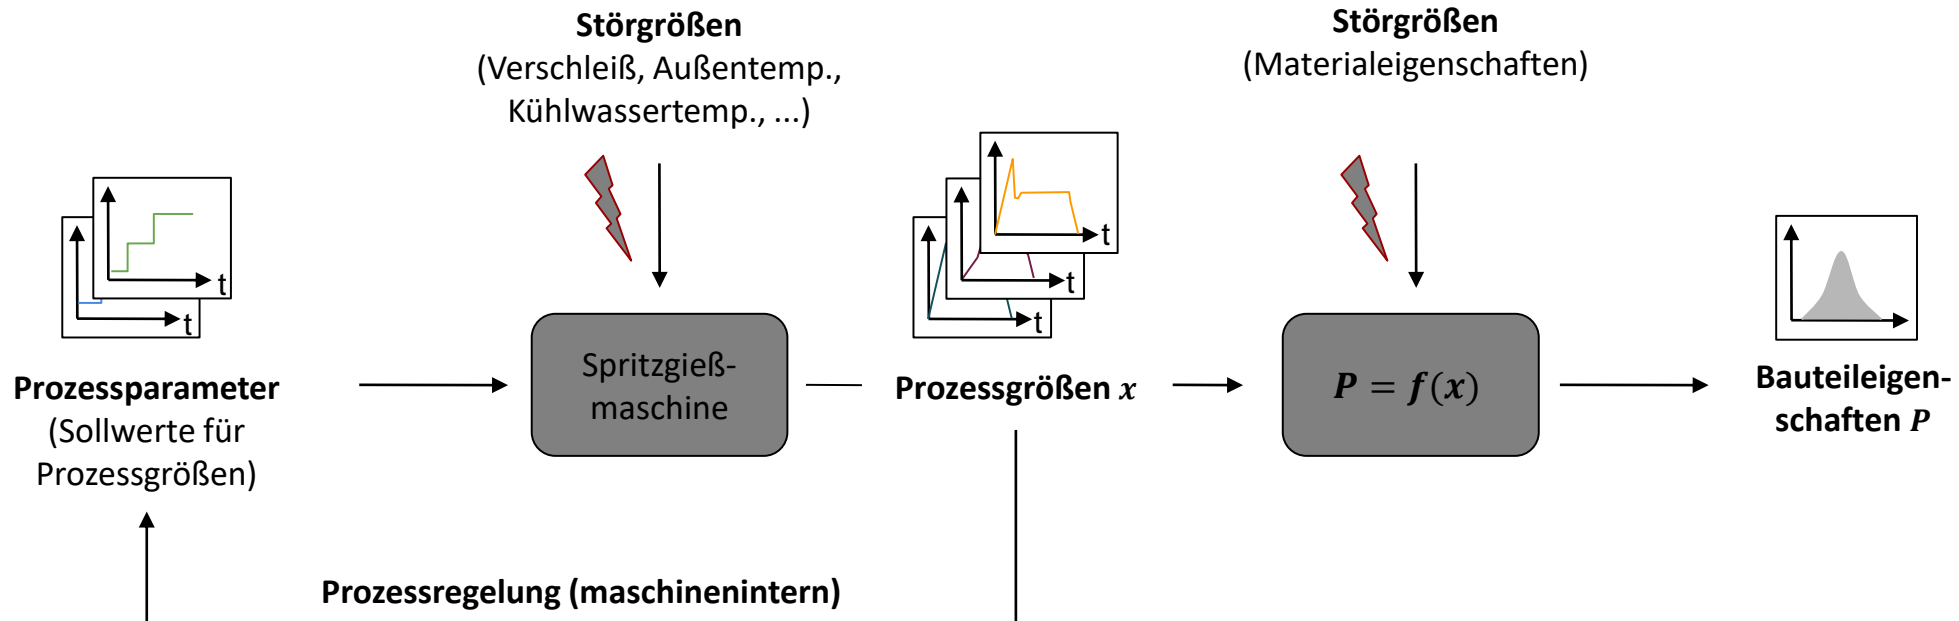 Störgrößen
(Verschleiß, Außentemp.,
Kühlwassertemp., ...)
Störgrößen
(Materialeigenschaften)
t
t
t
t
t
Prozessparameter
(Sollwerte für
Prozessgrößen)
Spritzgieß-
maschine
Prozessgrößen x
P = f(x)
Bauteileigen-
schaften P
Prozessregelung (maschinenintern)